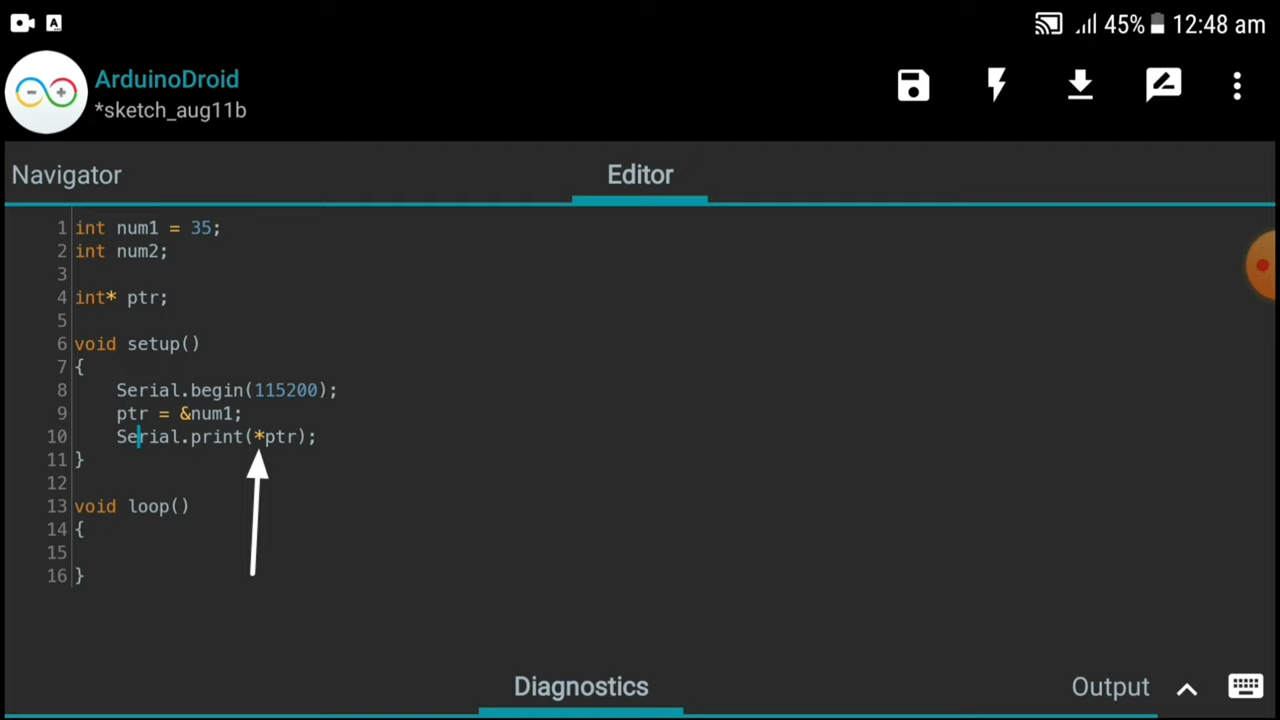 A
45% 12:48 am
ArduinoDroid
*sketch_aug11b
Navigator Editor
1 int num1 = 35;
2 int num2;
3
4 int* ptr;
5
6 void setup()
7 {
8 Serial.begin(115200);
9 ptr = &num1;
10 Serial.print(*ptr);
11 }
12
13 void loop()
14 {
15
16 }
Diagnostics Output